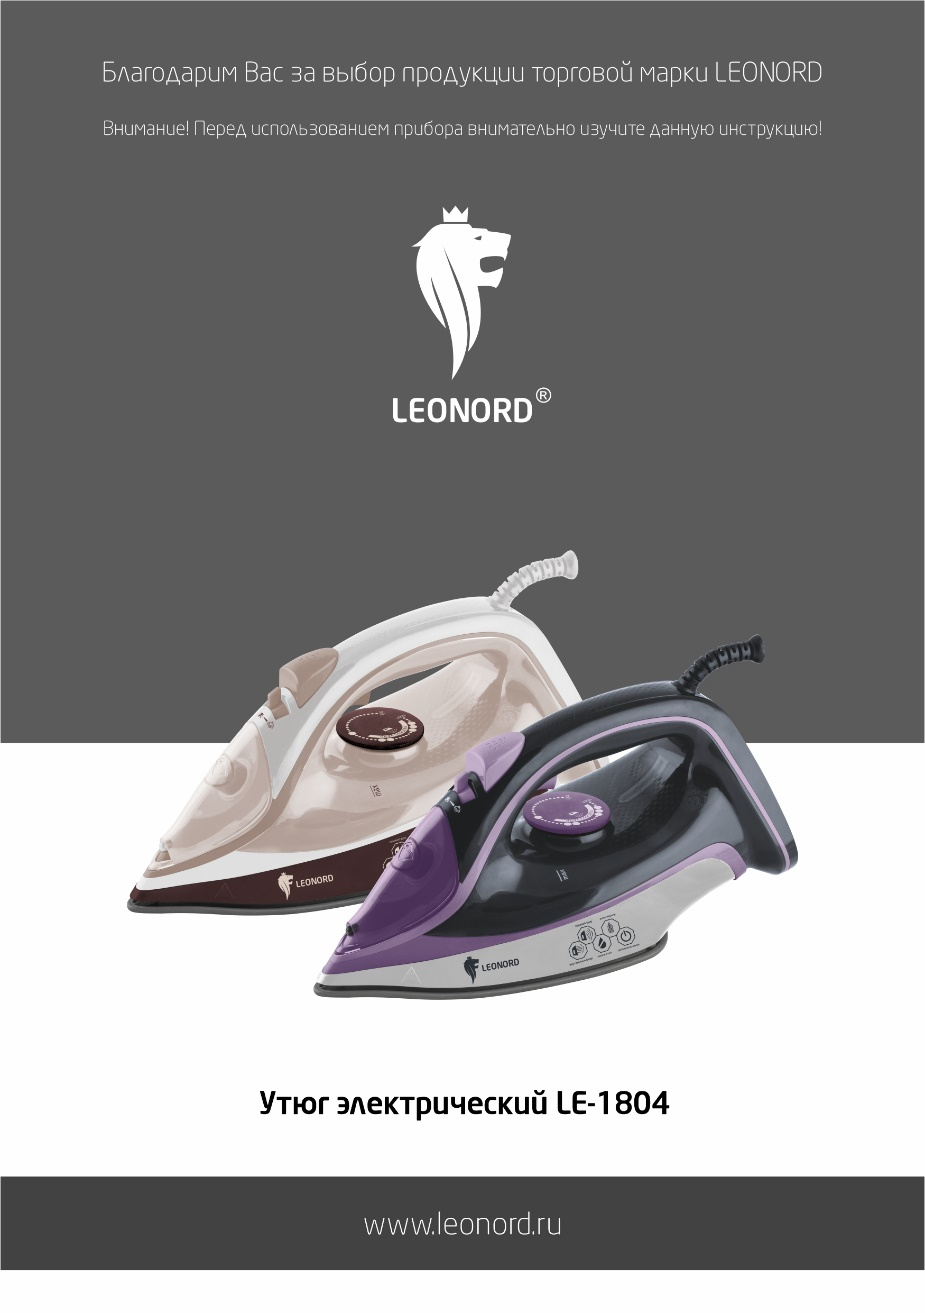 Благодарим Вас за выбор продукции торговой марки LEONORD
Внимание! Перед использованием прибора внимательно изучите данную инструкцию!
LEONORD®
LEONORD
LEONORD
Утюг электрический LE-1804
www.leonord.ru